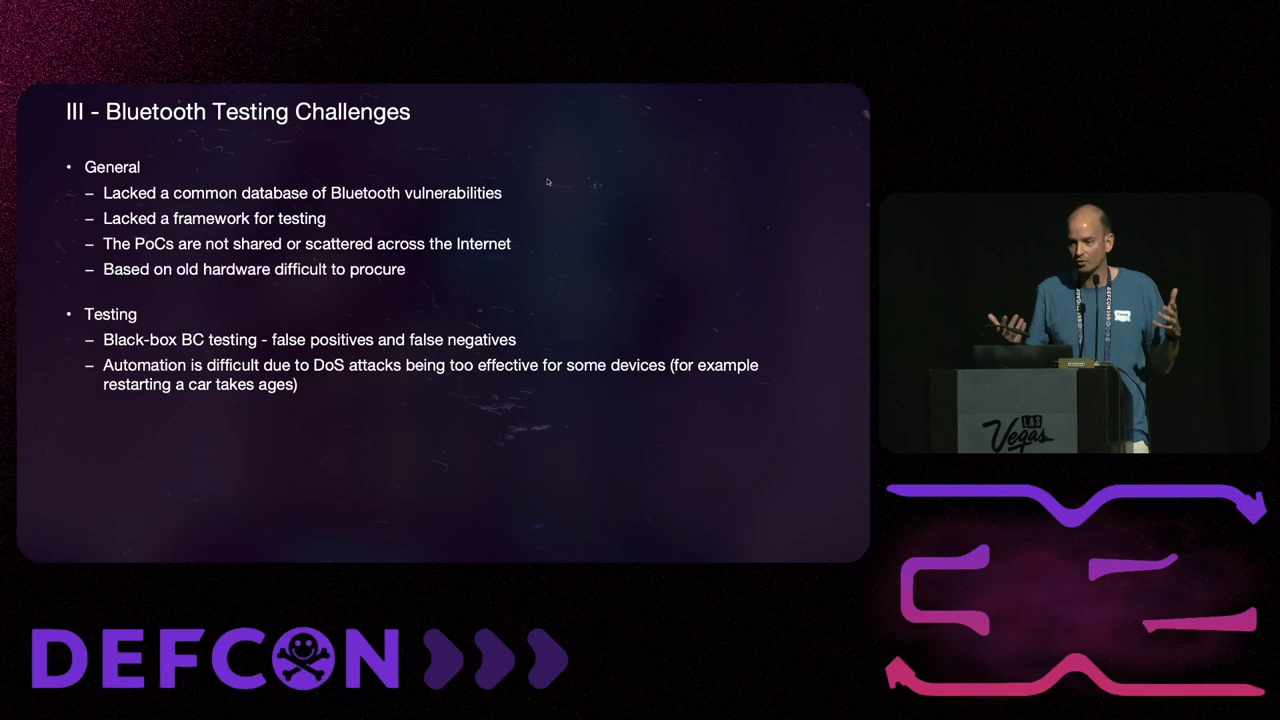 III - Bluetooth Testing Challenges
• General
– Lacked a common database of Bluetooth vulnerabilities
– Lacked a framework for testing
– The PoCs are not shared or scattered across the Internet
– Based on old hardware difficult to procure
• Testing
– Black-box BC testing - false positives and false negatives
– Automation is difficult due to DoS attacks being too effective for some devices (for example
restarting a car takes ages)
DEFCON
LAS
Vegas
DEFCON